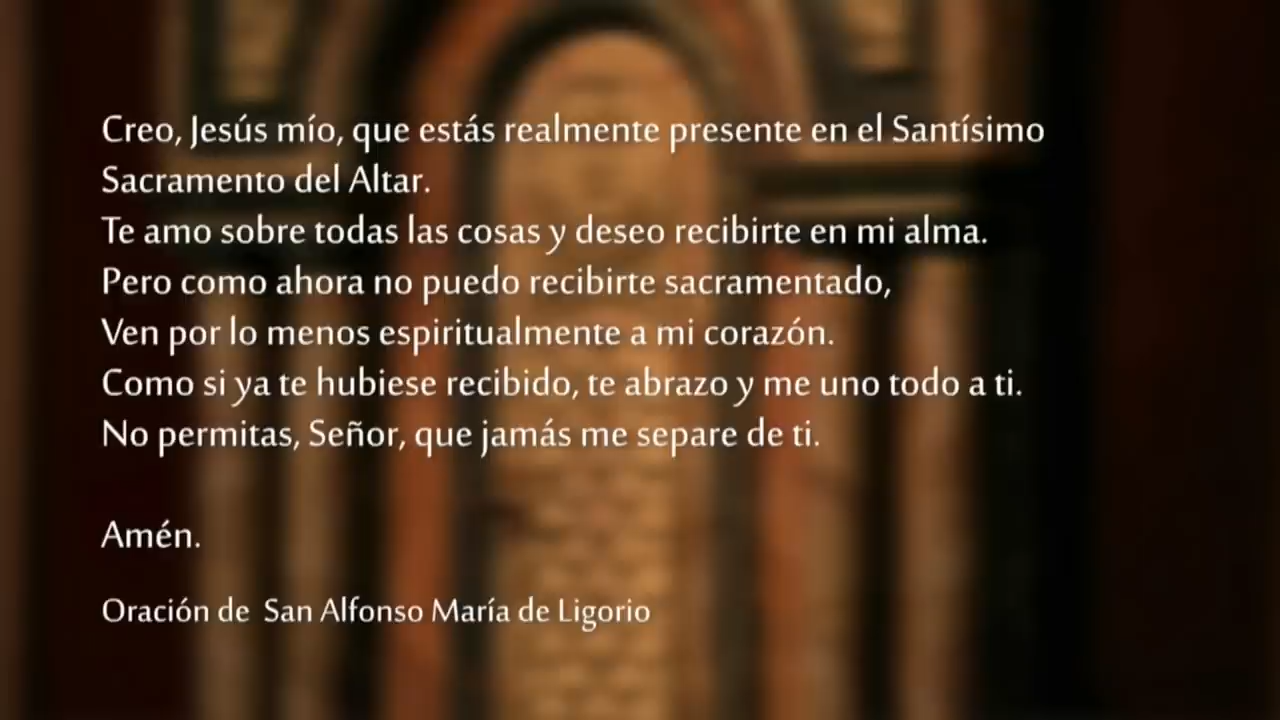 Creo, Jesús mío, que estás realmente presente en el Santísimo
Sacramento del Altar.
Te amo sobre todas las cosas y deseo recibirte en mi alma.
Pero como ahora no puedo recibirte sacramentado,
Ven por lo menos espiritualmente a mi corazón.
Como si ya te hubiese recibido, te abrazo y me uno todo a ti.
No permitas, Señor, que jamás me separe de ti.
Amén.
Oración de San Alfonso María de Ligorio